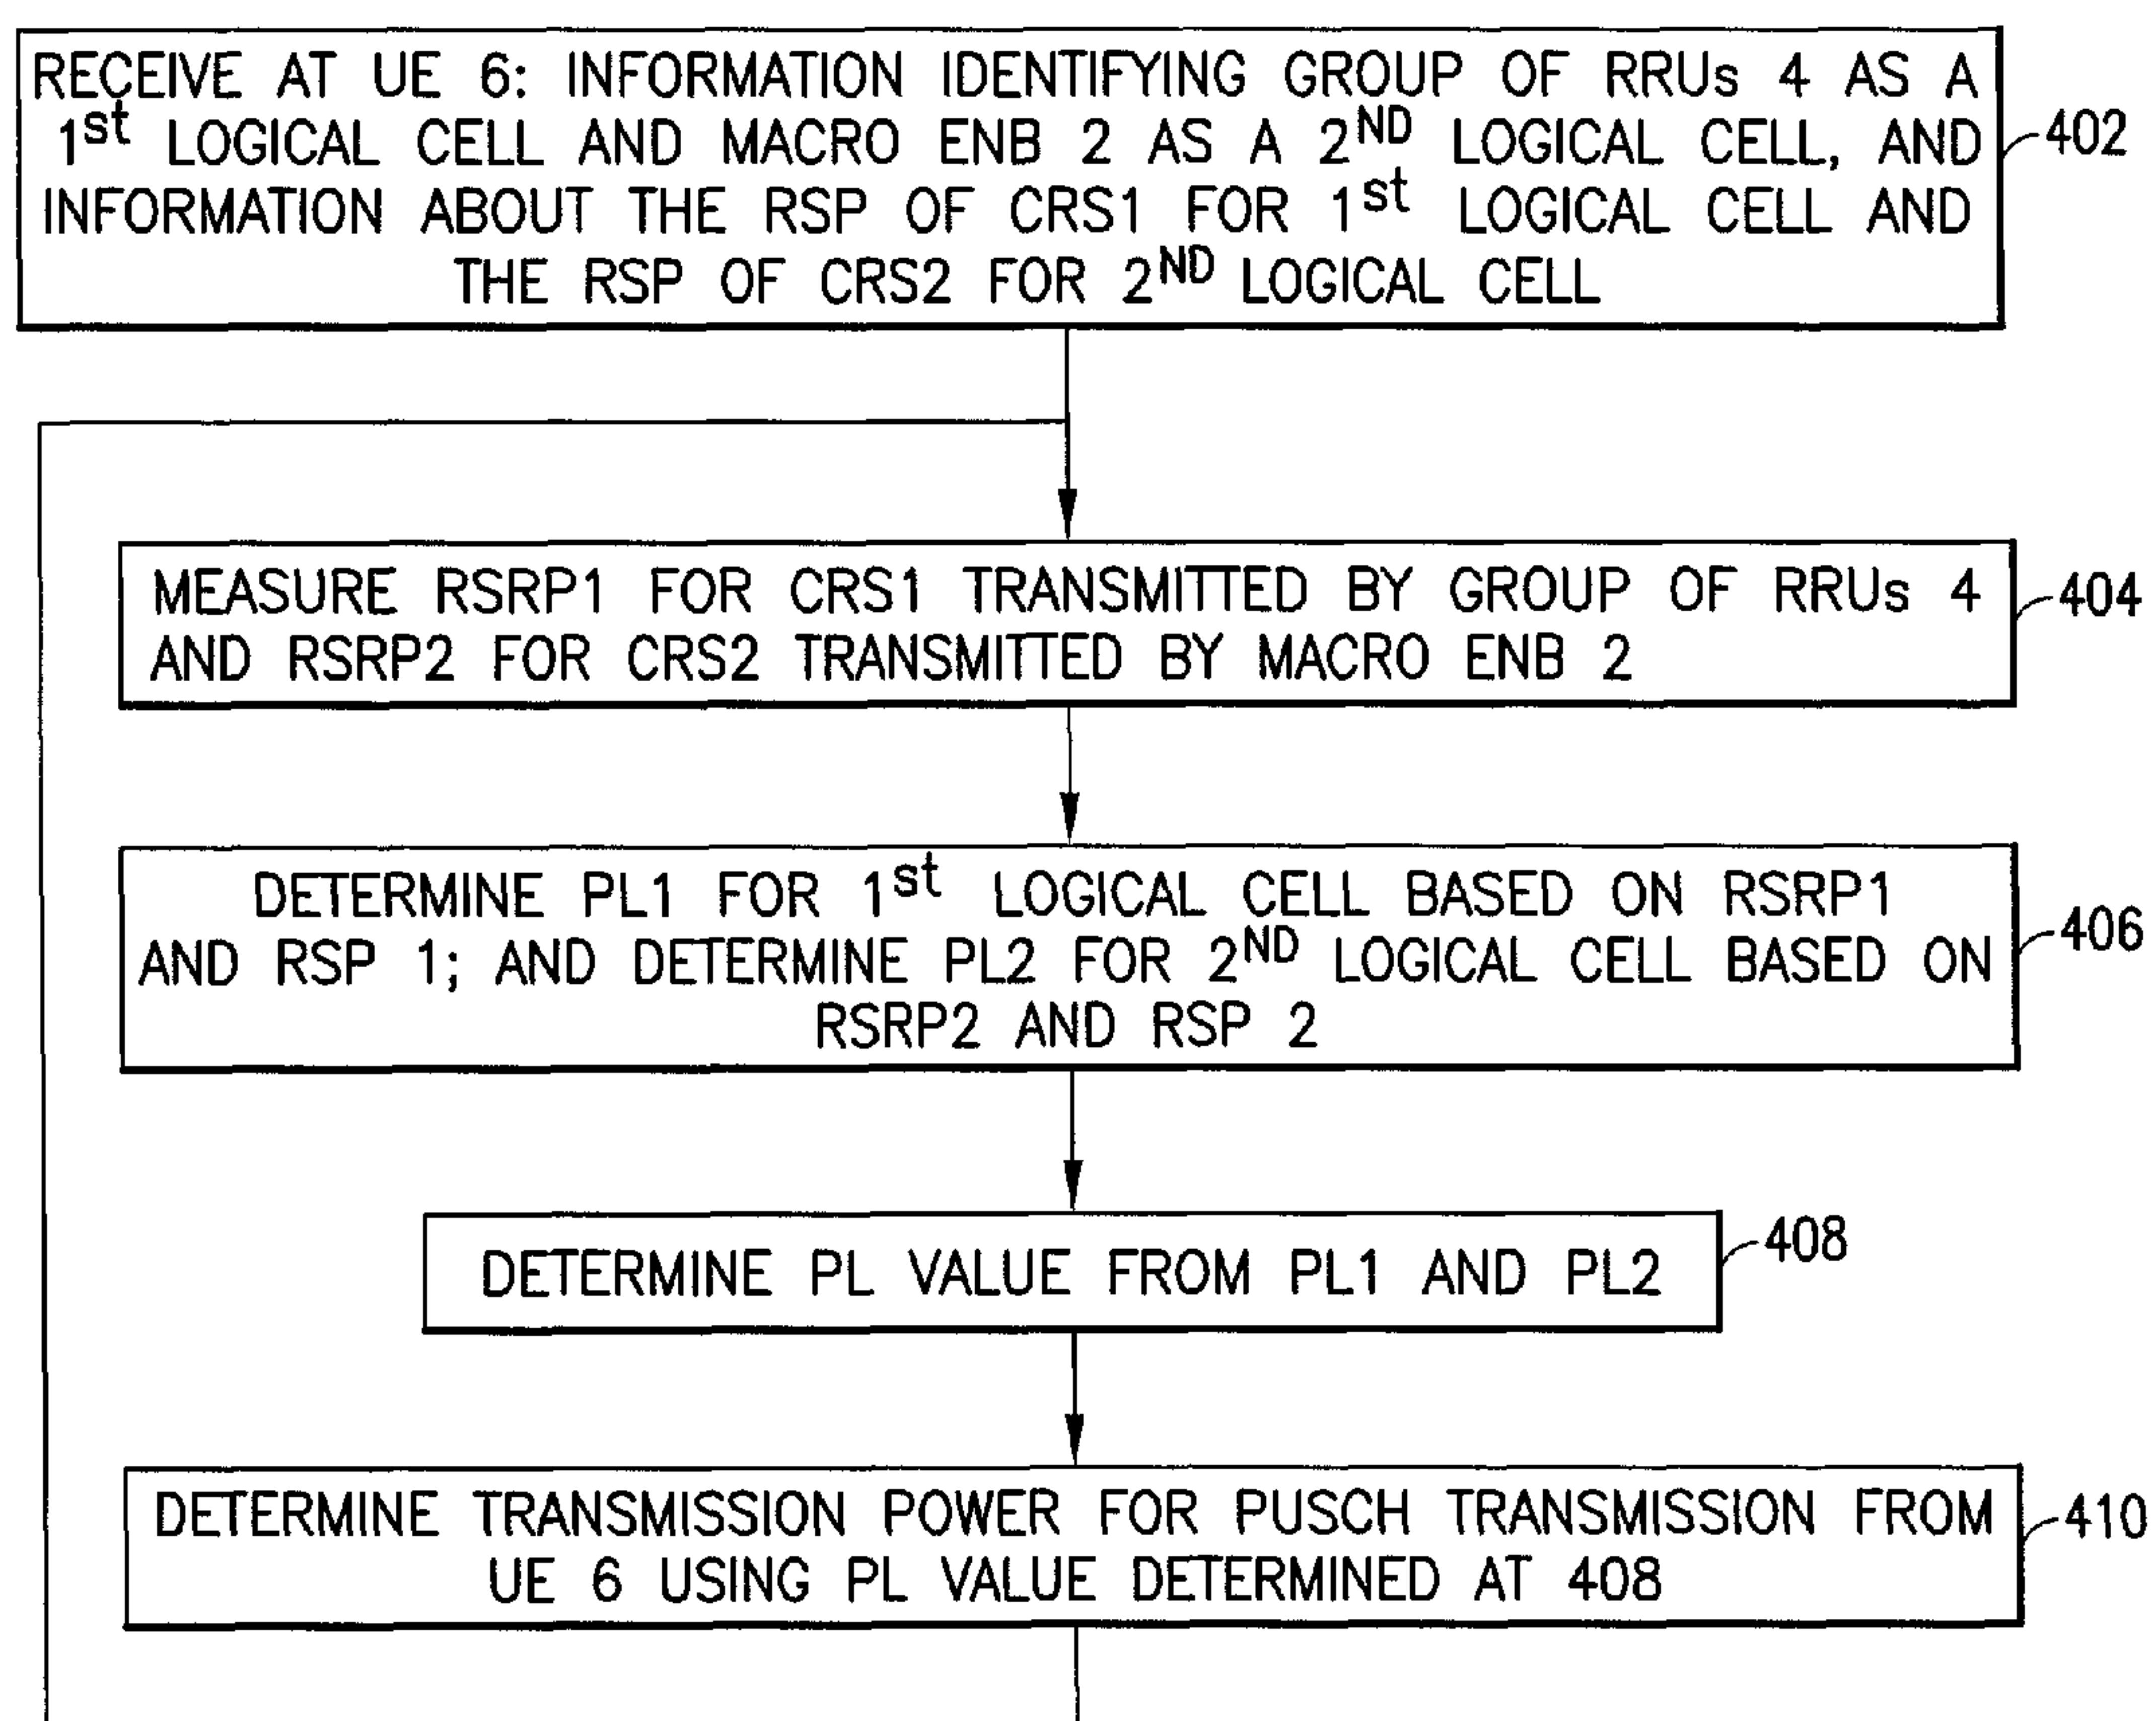 RECEIVE AT UE 6: INFORMATION IDENTIFYING GROUP OF RRUs 4 AS A
1st LOGICAL CELL AND MACRO ENB 2 AS A 2ND LOGICAL CELL, AND
INFORMATION ABOUT THE RSP OF CRS1 FOR 1st LOGICAL CELL AND
THE RSP OF CRS2 FOR 2ND LOGICAL CELL
402
MEASURE RSRP1 FOR CRS1 TRANSMITTED BY GROUP OF RRUs 4
AND RSRP2 FOR CRS2 TRANSMITTED BY MACRO ENB 2
404
DETERMINE PL1 FOR 1st LOGICAL CELL BASED ON RSRP1
AND RSP 1; AND DETERMINE PL2 FOR 2ND LOGICAL CELL BASED ON
RSRP2 AND RSP 2
406
DETERMINE PL VALUE FROM PL1 AND PL2
408
DETERMINE TRANSMISSION POWER FOR PUSCH TRANSMISSION FROM
UE 6 USING PL VALUE DETERMINED AT 408
410